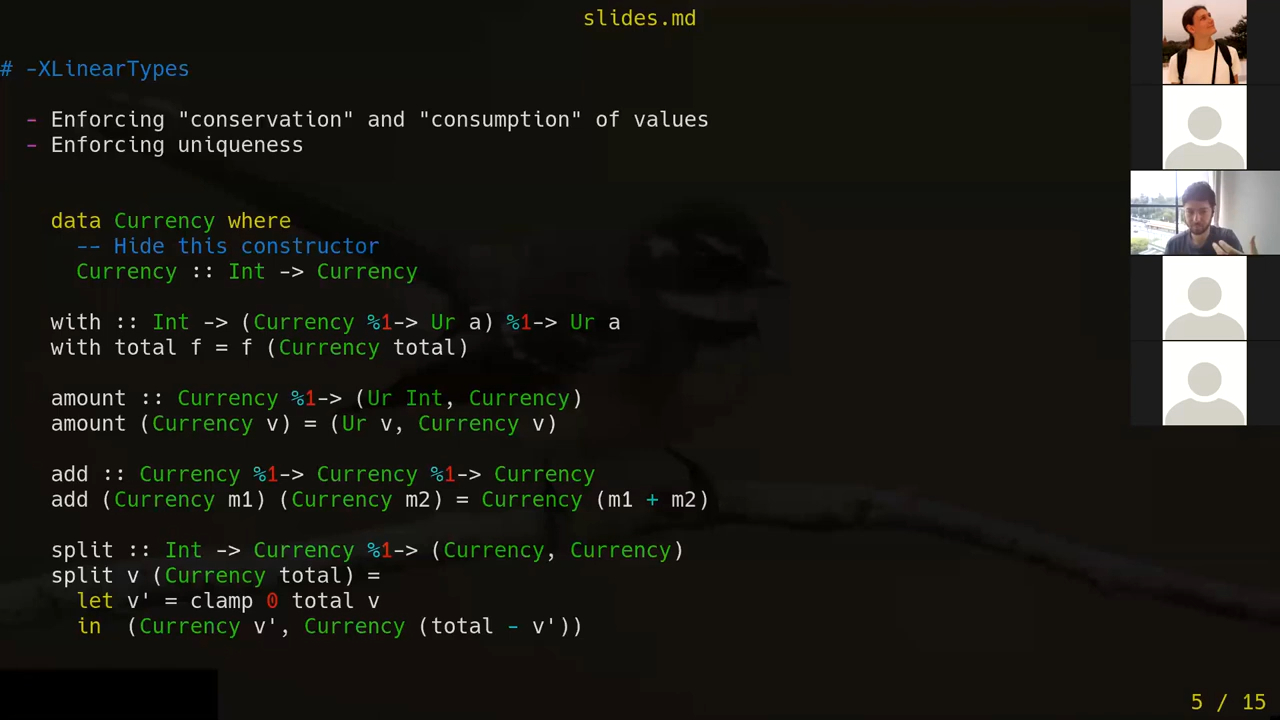 slides.md
# -XLinearTypes
- Enforcing "conservation" and "consumption" of values
- Enforcing uniqueness
data Currency where
-- Hide this constructor
Currency :: Int -> Currency
with :: Int -> (Currency %1-> Ur a) %1-> Ur a
with total f = f (Currency total)
amount :: Currency %1-> (Ur Int, Currency)
amount (Currency v) = (Ur v, Currency v)
add :: Currency %1-> Currency %1-> Currency
add (Currency m1) (Currency m2) = Currency (m1 + m2)
split :: Int -> Currency %1-> (Currency, Currency)
split v (Currency total) =
let v' = clamp 0 total v
in (Currency v', Currency (total - v'))
5 / 15